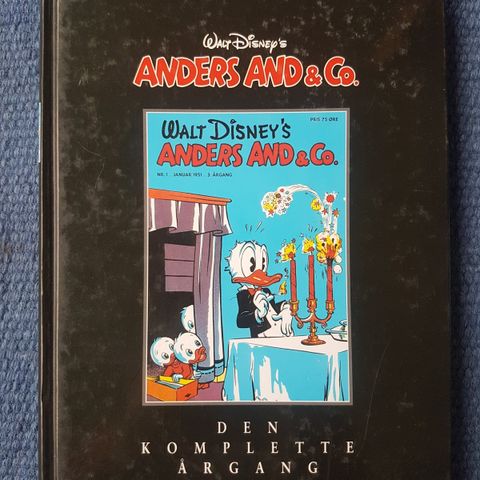 WALT DISNEY'S
ANDERS AND & Co.
PRIS 75 ØRE
WALT DISNEY'S
ANDERS AND & Co.
NR. 1 . JANUAR 1951 . 3. ÅRGANG
DEN
KOMPLETTE
ÅRGANG